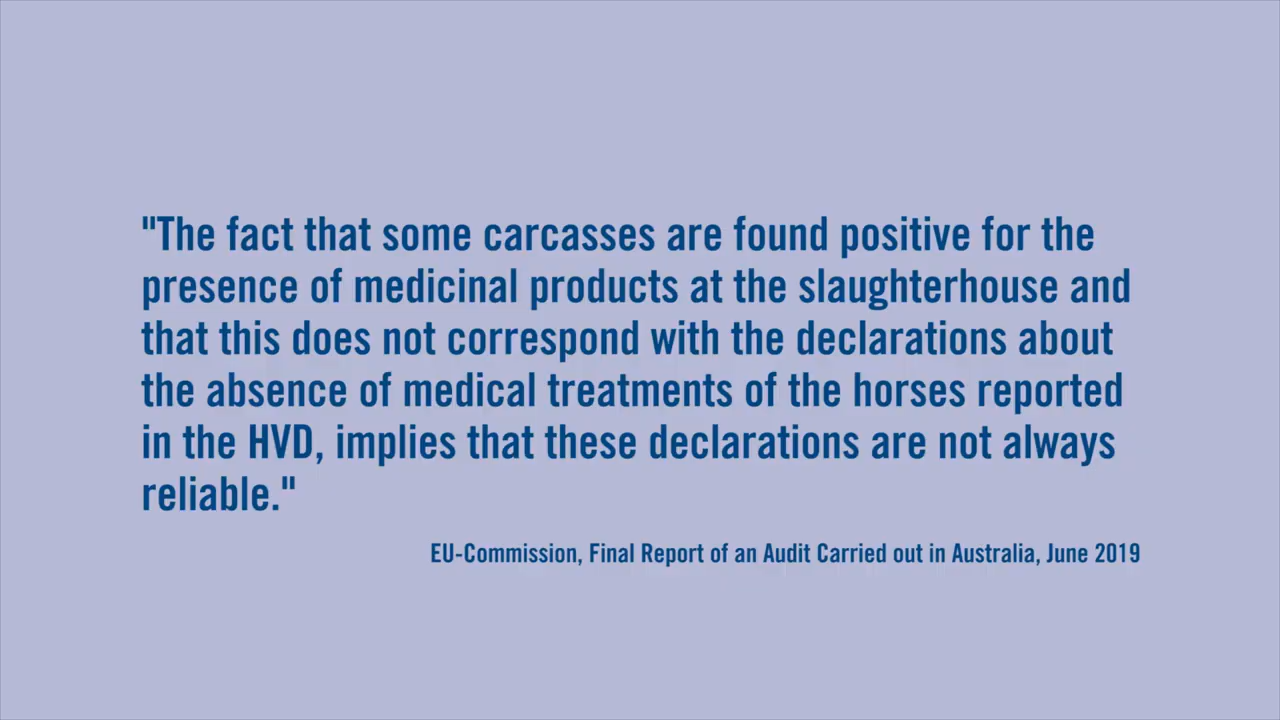 "The fact that some carcasses are found positive for the
presence of medicinal products at the slaughterhouse and
that this does not correspond with the declarations about
the absence of medical treatments of the horses reported
in the HVD, implies that these declarations are not always
reliable."
EU-Commission, Final Report of an Audit Carried out in Australia, June 2019